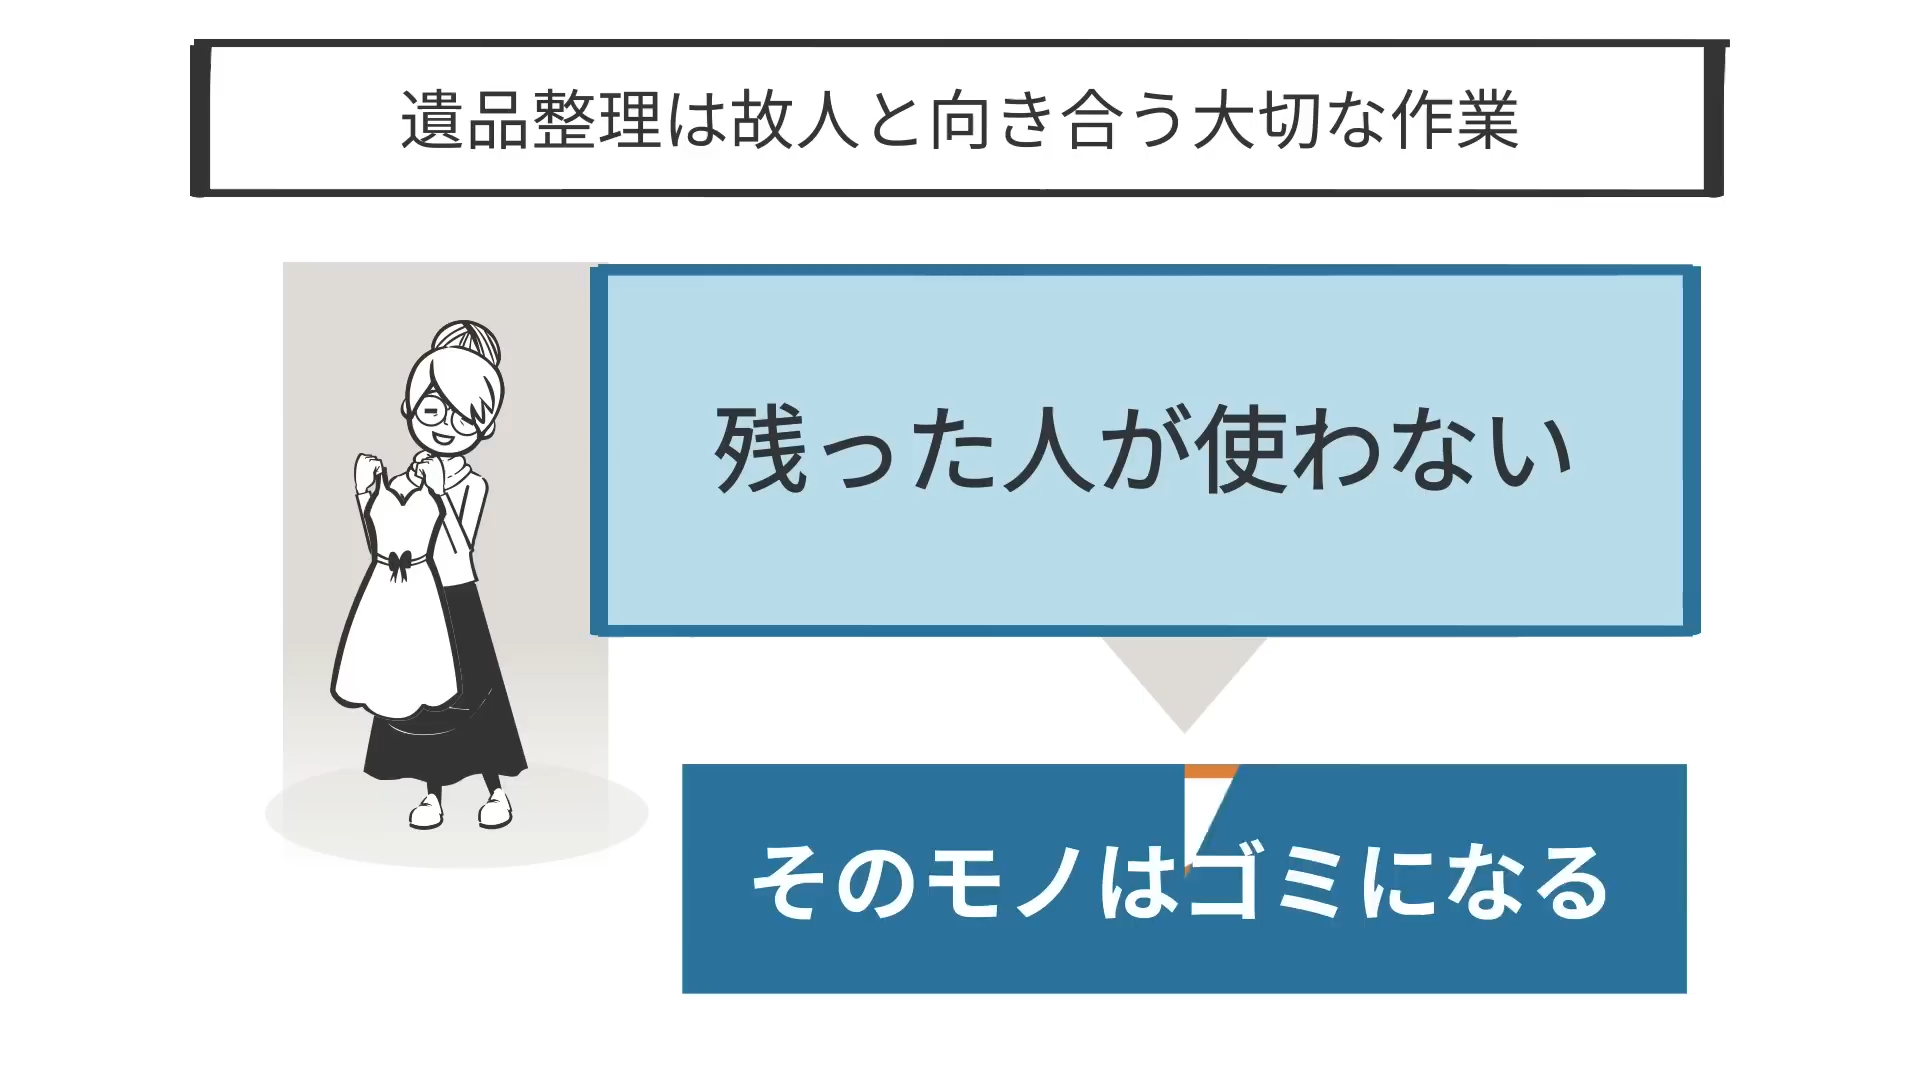 遺品整理は故人と向き合う大切な作業
残った人が使わない
そのモノはゴミになる